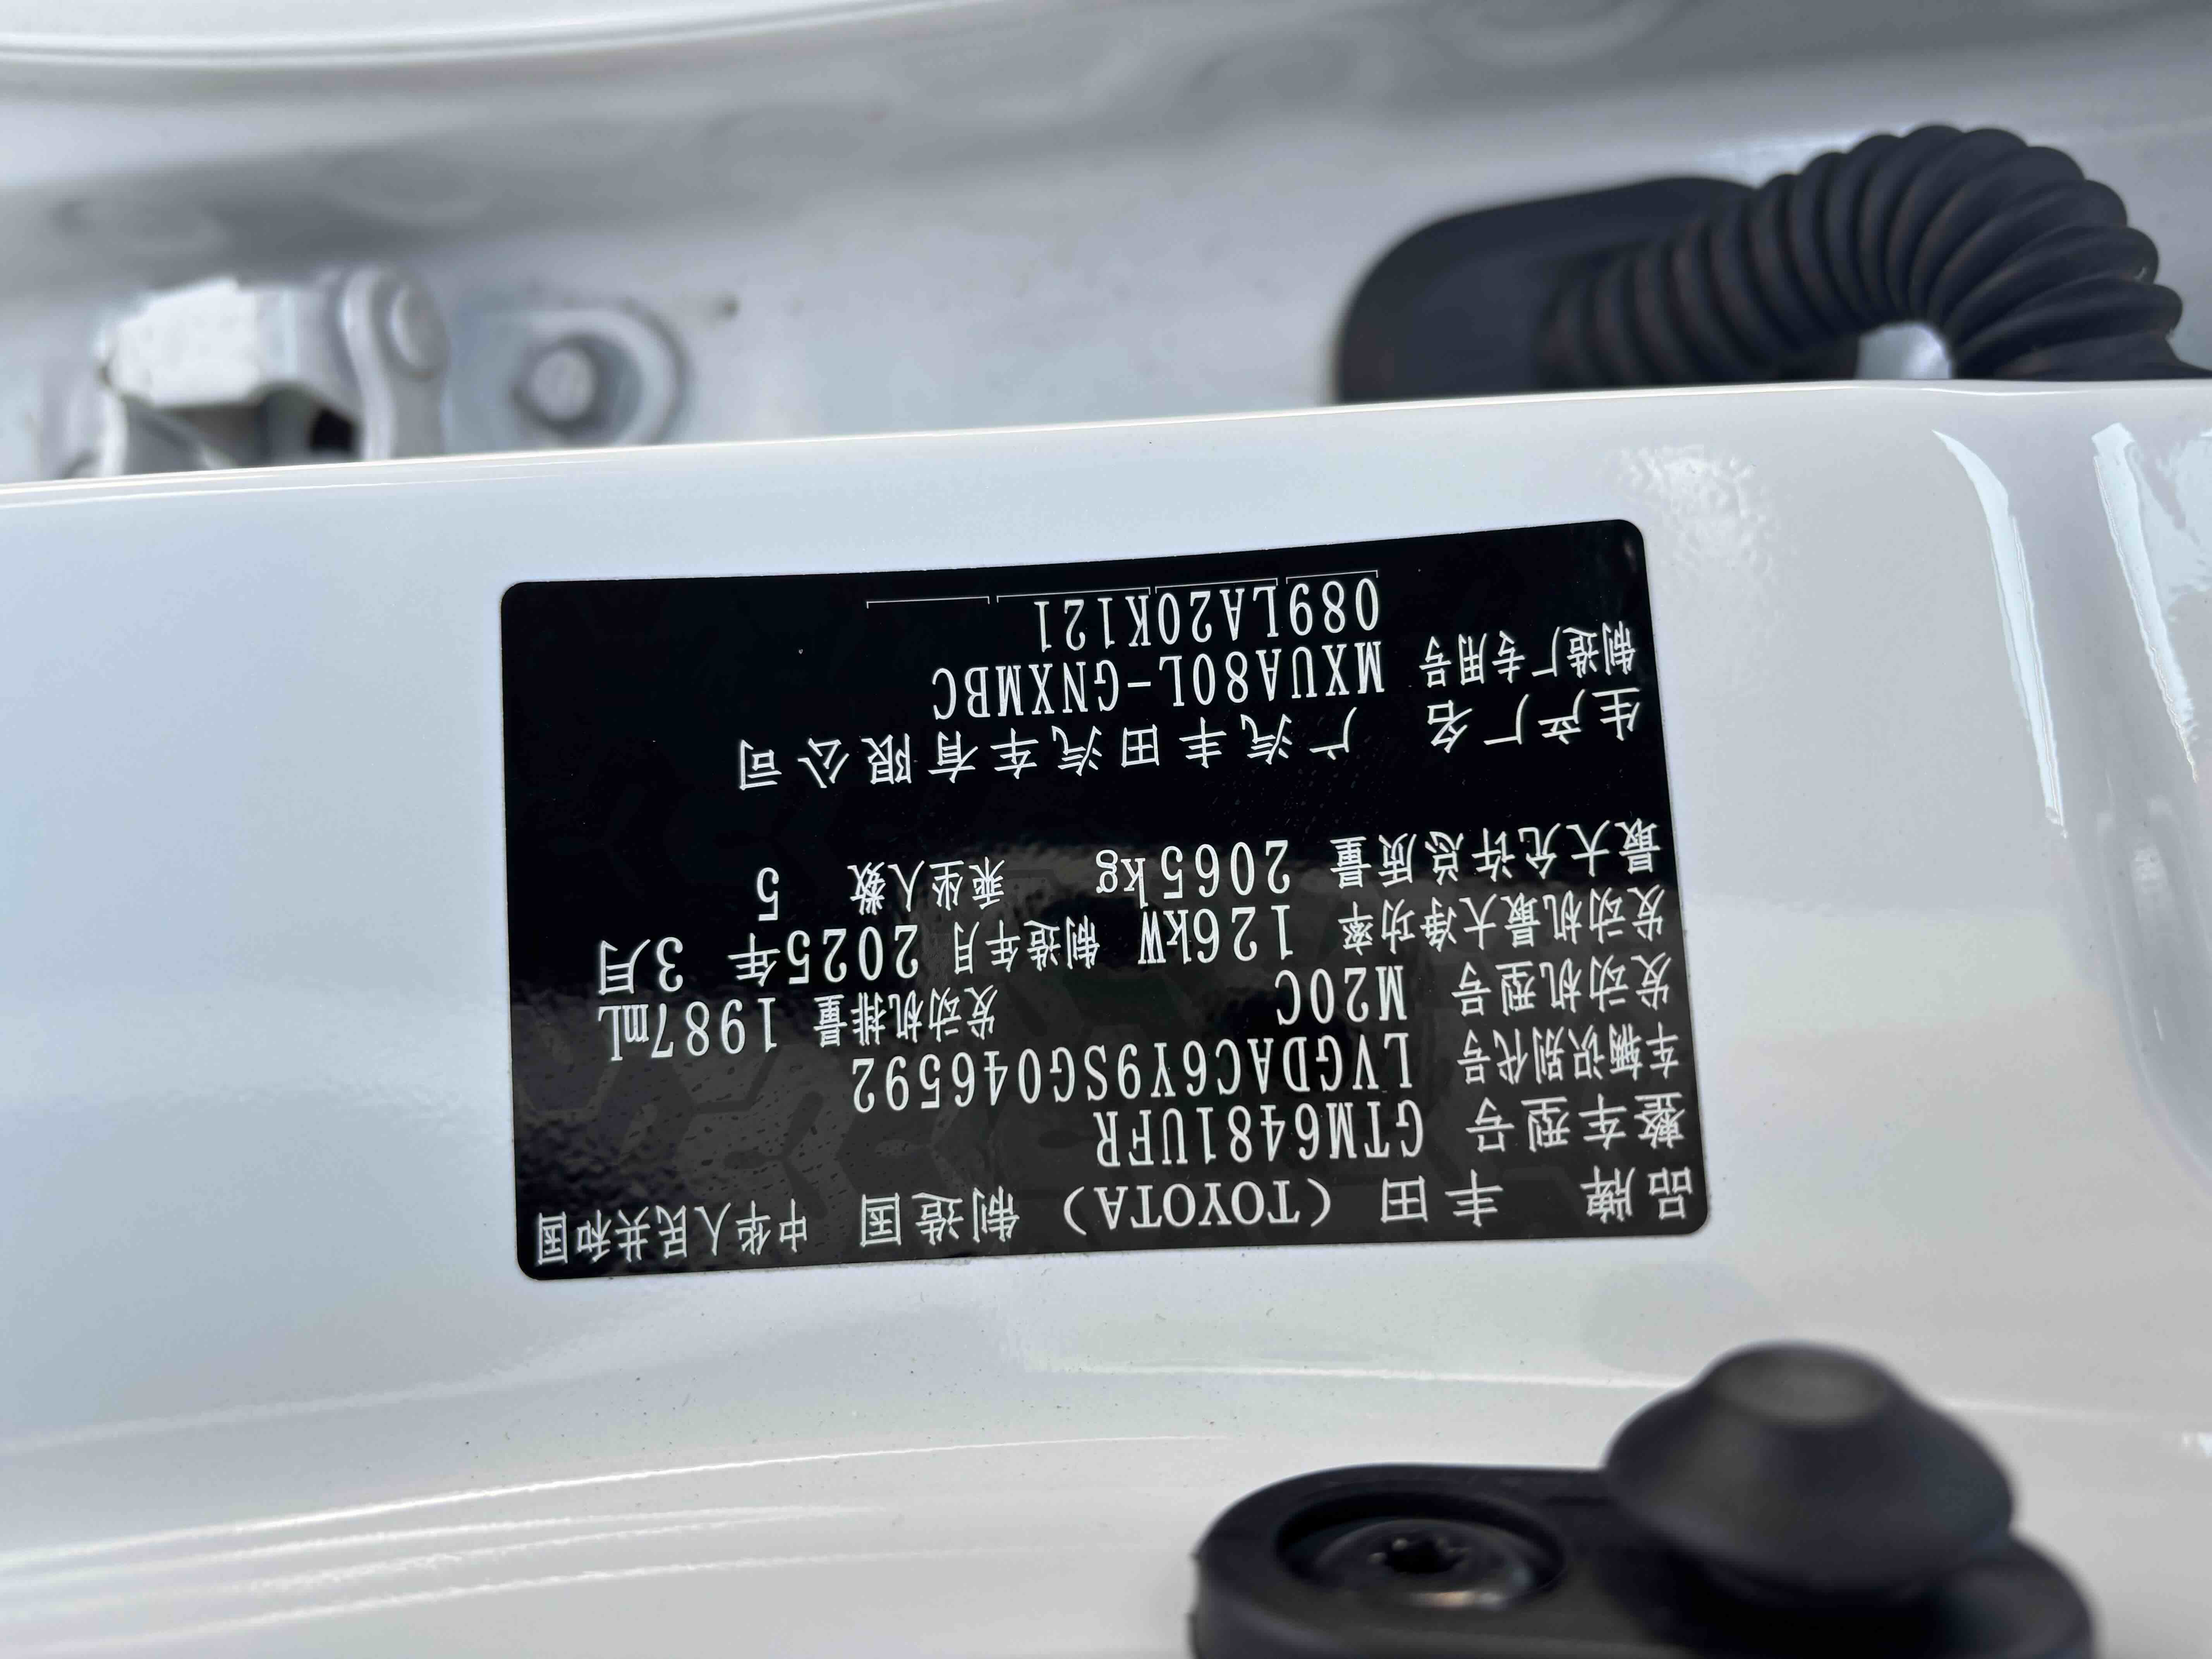 品牌 丰田（TOYOTA） 制造国 中华人民共和国
整车型号 GTM6481UFR
车辆识别代号 LVGDAC6Y9SG046592
发动机型号 M20C 发动机排量 1987mL
发动机最大净功率 126kW 制造年月 2025年 3月
最大允许总质量 2065kg 乘坐人数 5
生产厂名 广汽丰田汽车有限公司
制造厂专用号 MXUA80L-GNXMBC
089LA20K121